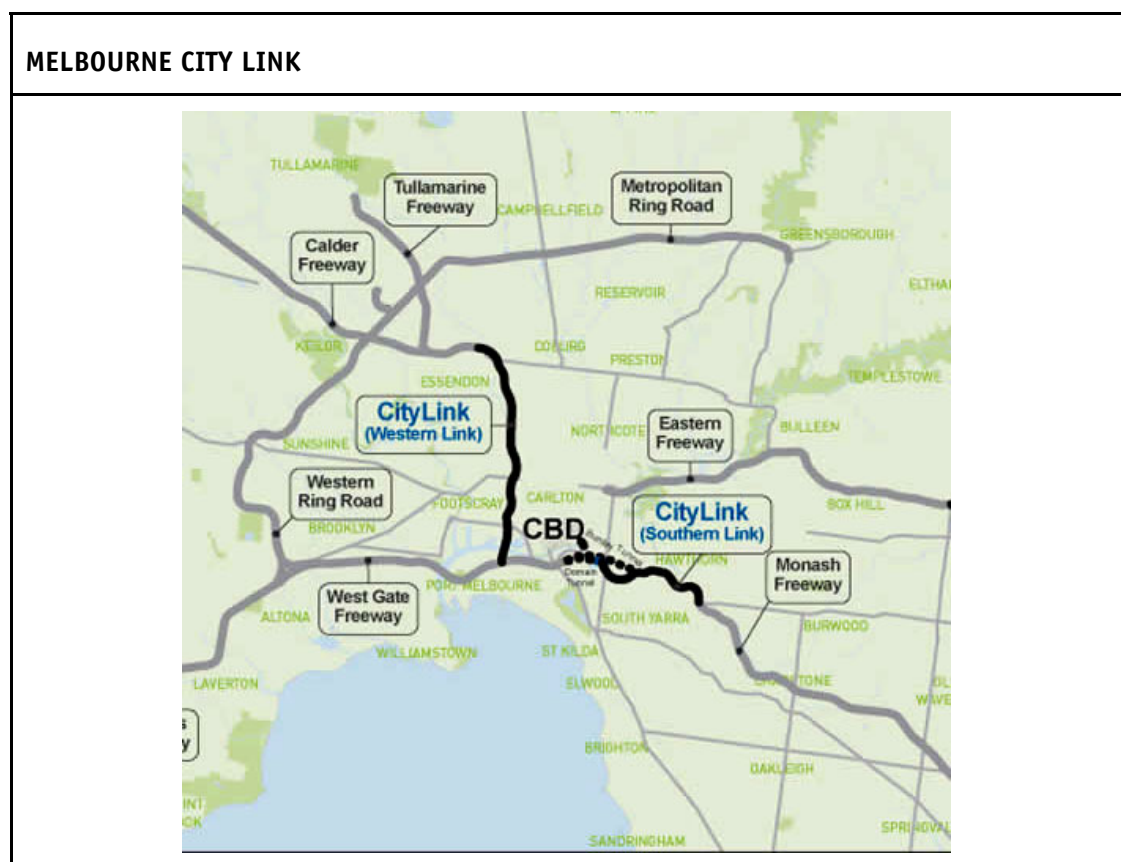 MELBOURNE CITY LINK
TULLAMARINE
Tullamarine
Freeway
CAMPBELLFIELD
Metropolitan
Ring Road
GREENSBOROUGH
Calder
Freeway
RESERVOIR
KEILOR
PRESTON
TEMPLESTOWE
ESSENDON
CityLink
(Western Link)
NORTHCOTE
Eastern
Freeway
BULLEEN
SUNSHINE
Western
Ring Road
FOOTSCRAY
CARLTON
CityLink
(Southern Link)
BOX HILL
BROOKLYN
CBD
Tunnel
HAWTHORN
Domain
Tunnel
Monash
Freeway
West Gate
Freeway
PORT MELBOURNE
ALTONA
SOUTH YARRA
BURWOOD
WILLIAMSTOWN
ST KILDA
LAVERTON
ELWOOD
BRIGHTON
OAKLEIGH
SANDRINGHAM